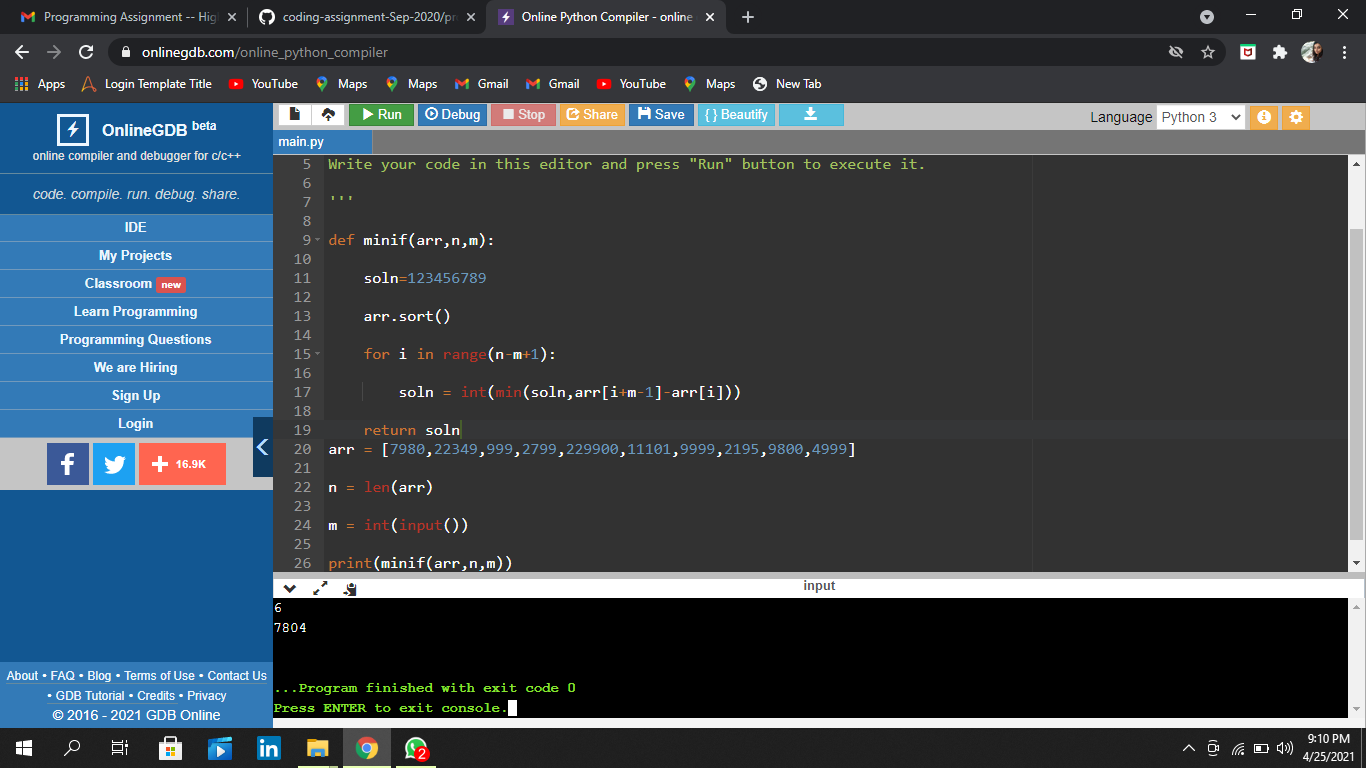 Programming Assignment -- Hig
coding-assignment-Sep-2020/pro
Online Python Compiler - online
onlinegdb.com/online_python_compiler
Apps Login Template Title YouTube Maps Maps Gmail Gmail YouTube Maps New Tab
OnlineGDB beta
online compiler and debugger for c/c++
code. compile. run. debug. share.
IDE
My Projects
Classroom new
Learn Programming
Programming Questions
We are Hiring
Sign Up
Login
16.9K
About • FAQ • Blog • Terms of Use • Contact Us
• GDB Tutorial • Credits • Privacy
© 2016 - 2021 GDB Online
Run Debug Stop Share Save { } Beautify
Language Python 3
main.py
5 Write your code in this editor and press "Run" button to execute it.
6
7 '''
8
9 def minif(arr,n,m):
10
11 soln=123456789
12
13 arr.sort()
14
15 for i in range(n-m+1):
16
17 soln = int(min(soln,arr[i+m-1]-arr[i]))
18
19 return soln
20 arr = [7980,22349,999,2799,229900,11101,9999,2195,9800,4999]
21
22 n = len(arr)
23
24 m = int(input())
25
26 print(minif(arr,n,m))
input
6
7804
...Program finished with exit code 0
Press ENTER to exit console.
2
9:10 PM
4/25/2021